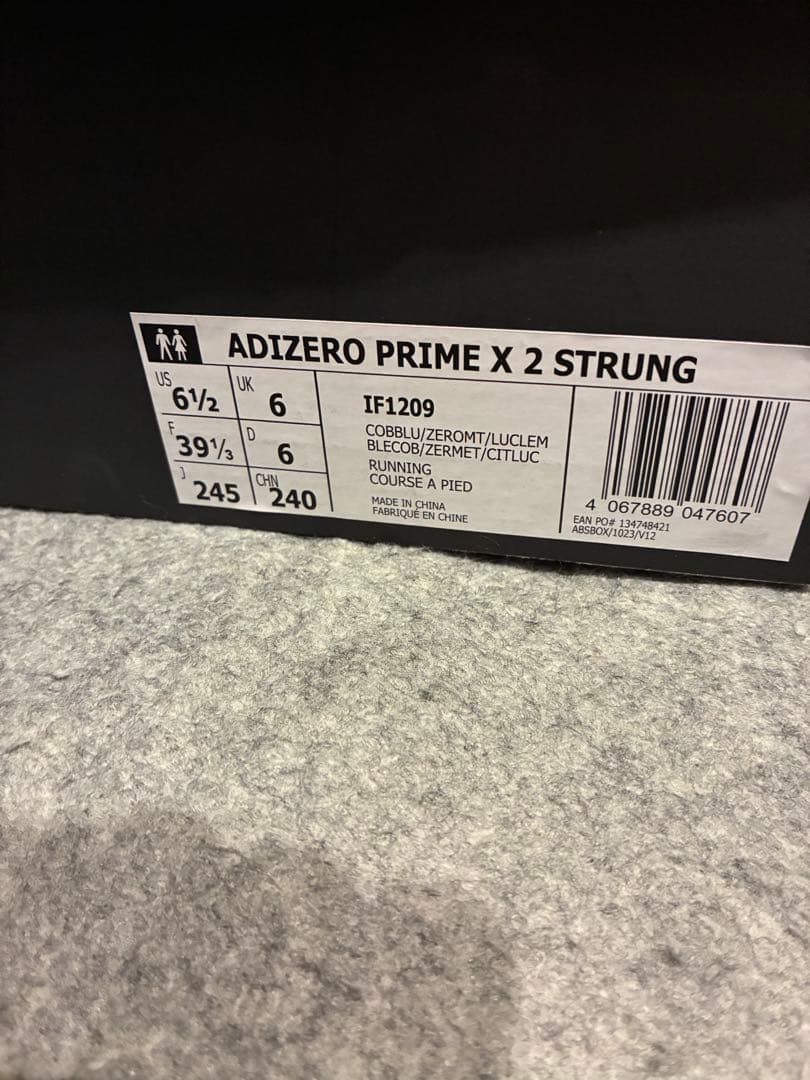 ADIZERO PRIME X 2 STRUNG
US 6½ UK 6
F 39⅓ D 6
J 245 CHN 240
IF1209
COBBLU/ZEROMT/LUCLEM
BLECOB/ZERMET/CITLUC
RUNNING
COURSE A PIED
MADE IN CHINA
FABRIQUÉ EN CHINE
4 067889 047607
EAN PO# 134748421
ABSBOX/1023/V12